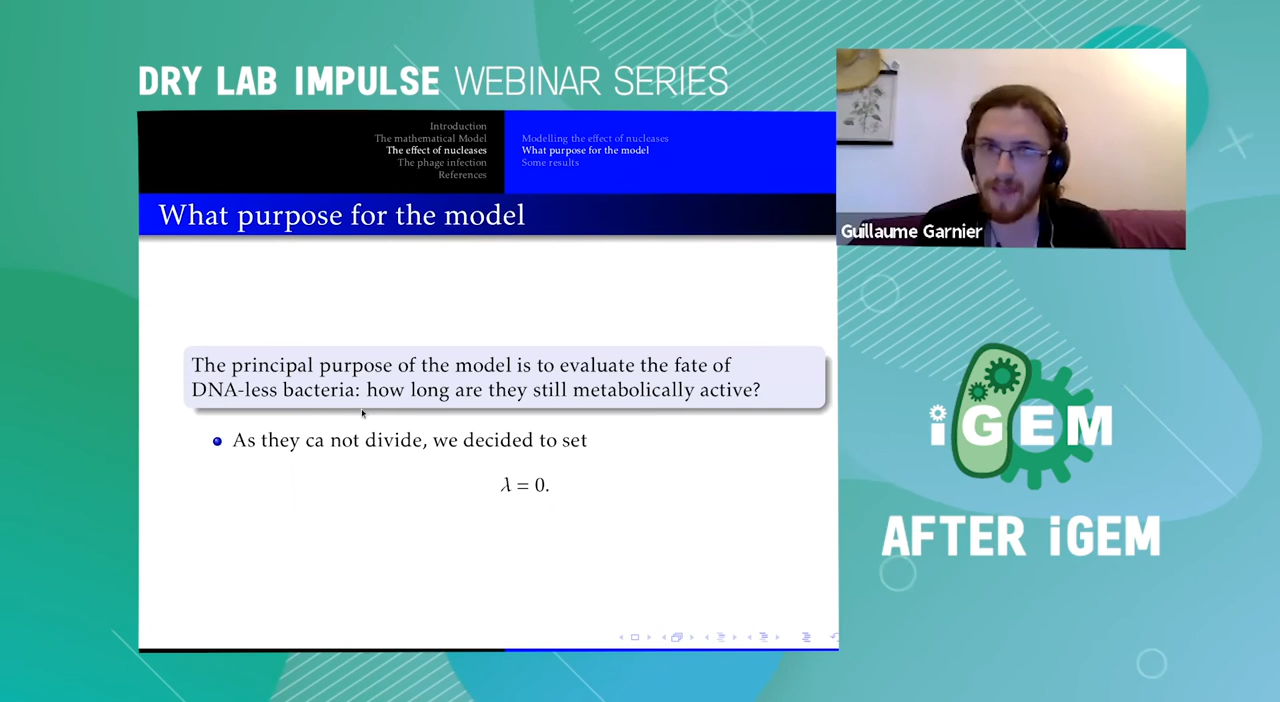 DRY LAB IMPULSE WEBINAR SERIES
Introduction
The mathematical Model
The effect of nucleases
The phage infection
References
Modelling the effect of nucleases
What purpose for the model
Some results
What purpose for the model
The principal purpose of the model is to evaluate the fate of
DNA-less bacteria: how long are they still metabolically active?
As they ca not divide, we decided to set
λ = 0.
Guillaume Garnier
iGEM
AFTER iGEM